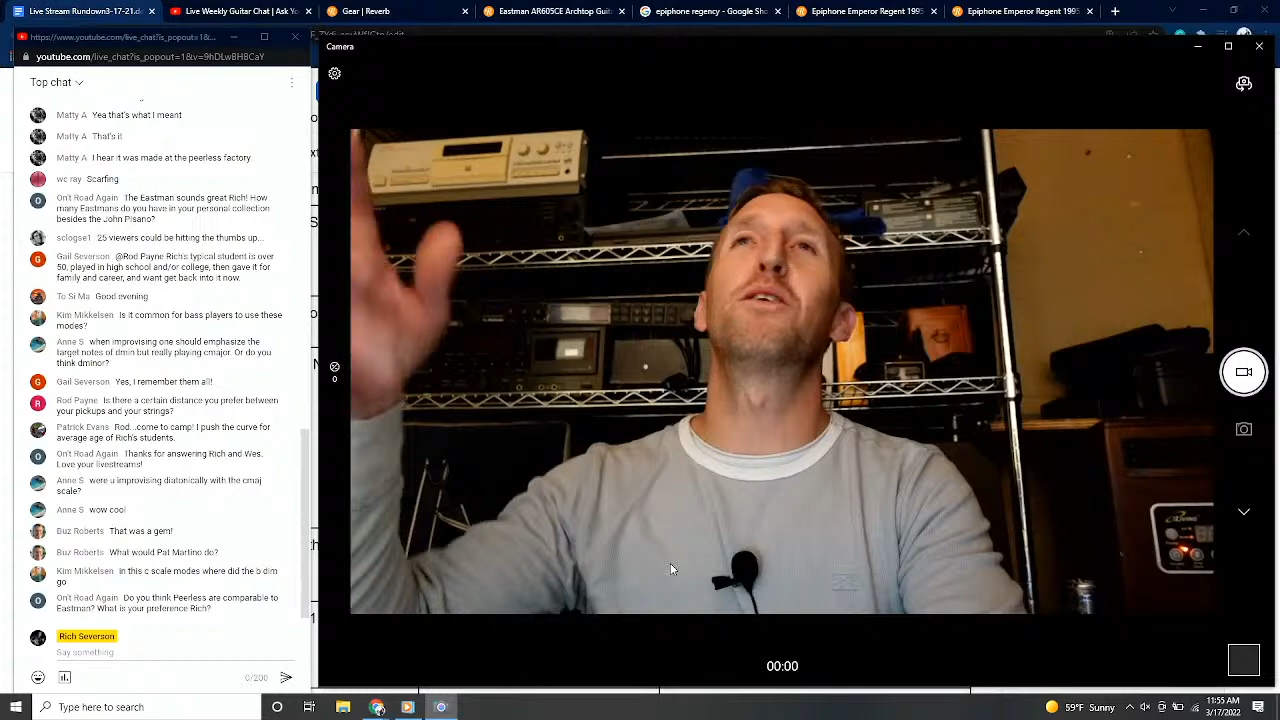 Live Stream Rundown3-17-21.do
Live Weekly Guitar Chat | Ask Yo
Gear | Reverb
Eastman AR605CE Archtop Guita
epiphone regency - Google Sha
Epiphone Emperor Regent 1995
Epiphone Emperor Regent 1995
https://www.youtube.com/live_chat?is_popout=1&...
youtube.com/live_chat?is_popout=1&v=9hDLwBH8CaY
Camera
Top chat
Matty A Yea that's what I meant
Matty A That's it
Matty A I hear it was made at the peerless factory
wc ray Scarfing
On't Road Again The Eastman sounds great Rich! How
many Eastmans do you have in your personal collection
besides the John Pisano?
sclogse1 25 viewers could be hitting the thumbs up...
Gail Severson @Rod Payne Rich's typical student is over
50, played in high school and/or college, then gave it for
family and career, and want get back into it now.
To Si Ma Good evening
Kim Mikkelsen Is it common for bass players to use these
modes?
Anne S when improvising one should emphasize the
target notes of dmin but really playing cmajor. Or do you
think dminor?
Gail Severson Yes, I remember them all!
Rod Payne Is there a certain distance you prefer between
your pickups and your strings?
Patrick Evans Rod...come to camp! I push the curve for
average age of Rich's students.
On't Road Again Thanks for answering Rich and Wes.
Love your livestreams!
Anne S were u improvising diatonically with the cmaj
scale?
Anne S wow cool
Buz Roberts That was a gem!
Buz Roberts What would Pat Martino do?
Kim Mikkelsen in this c scale modes where did the b dim
go
On't Road Again Do you think Peerless are comparable to
Eastman? What is your preference Rich?
Rich Severson
Say something
0/200
0
00:00
Type here to search
59°F Sunny
11:55 AM
3/17/2022